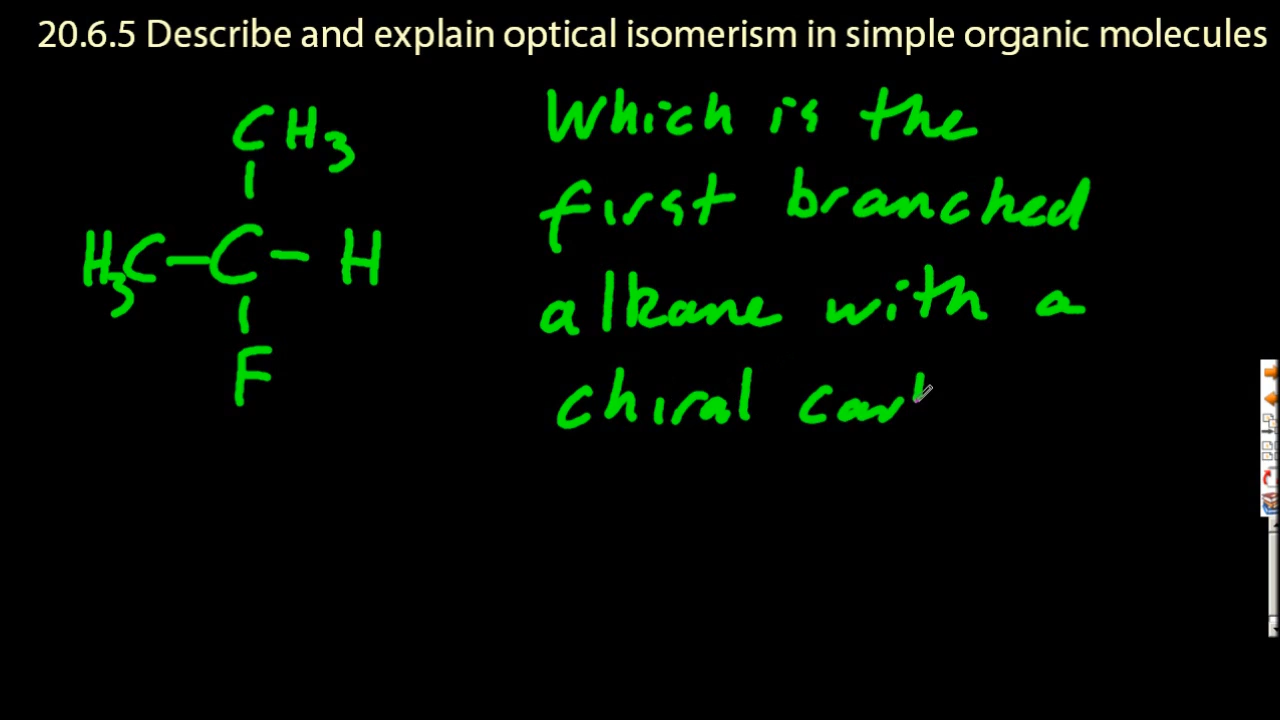 20.6.5 Describe and explain optical isomerism in simple organic molecules
CH3
H3C-C-H
F
Which is the
first branched
alkane with a
chiral